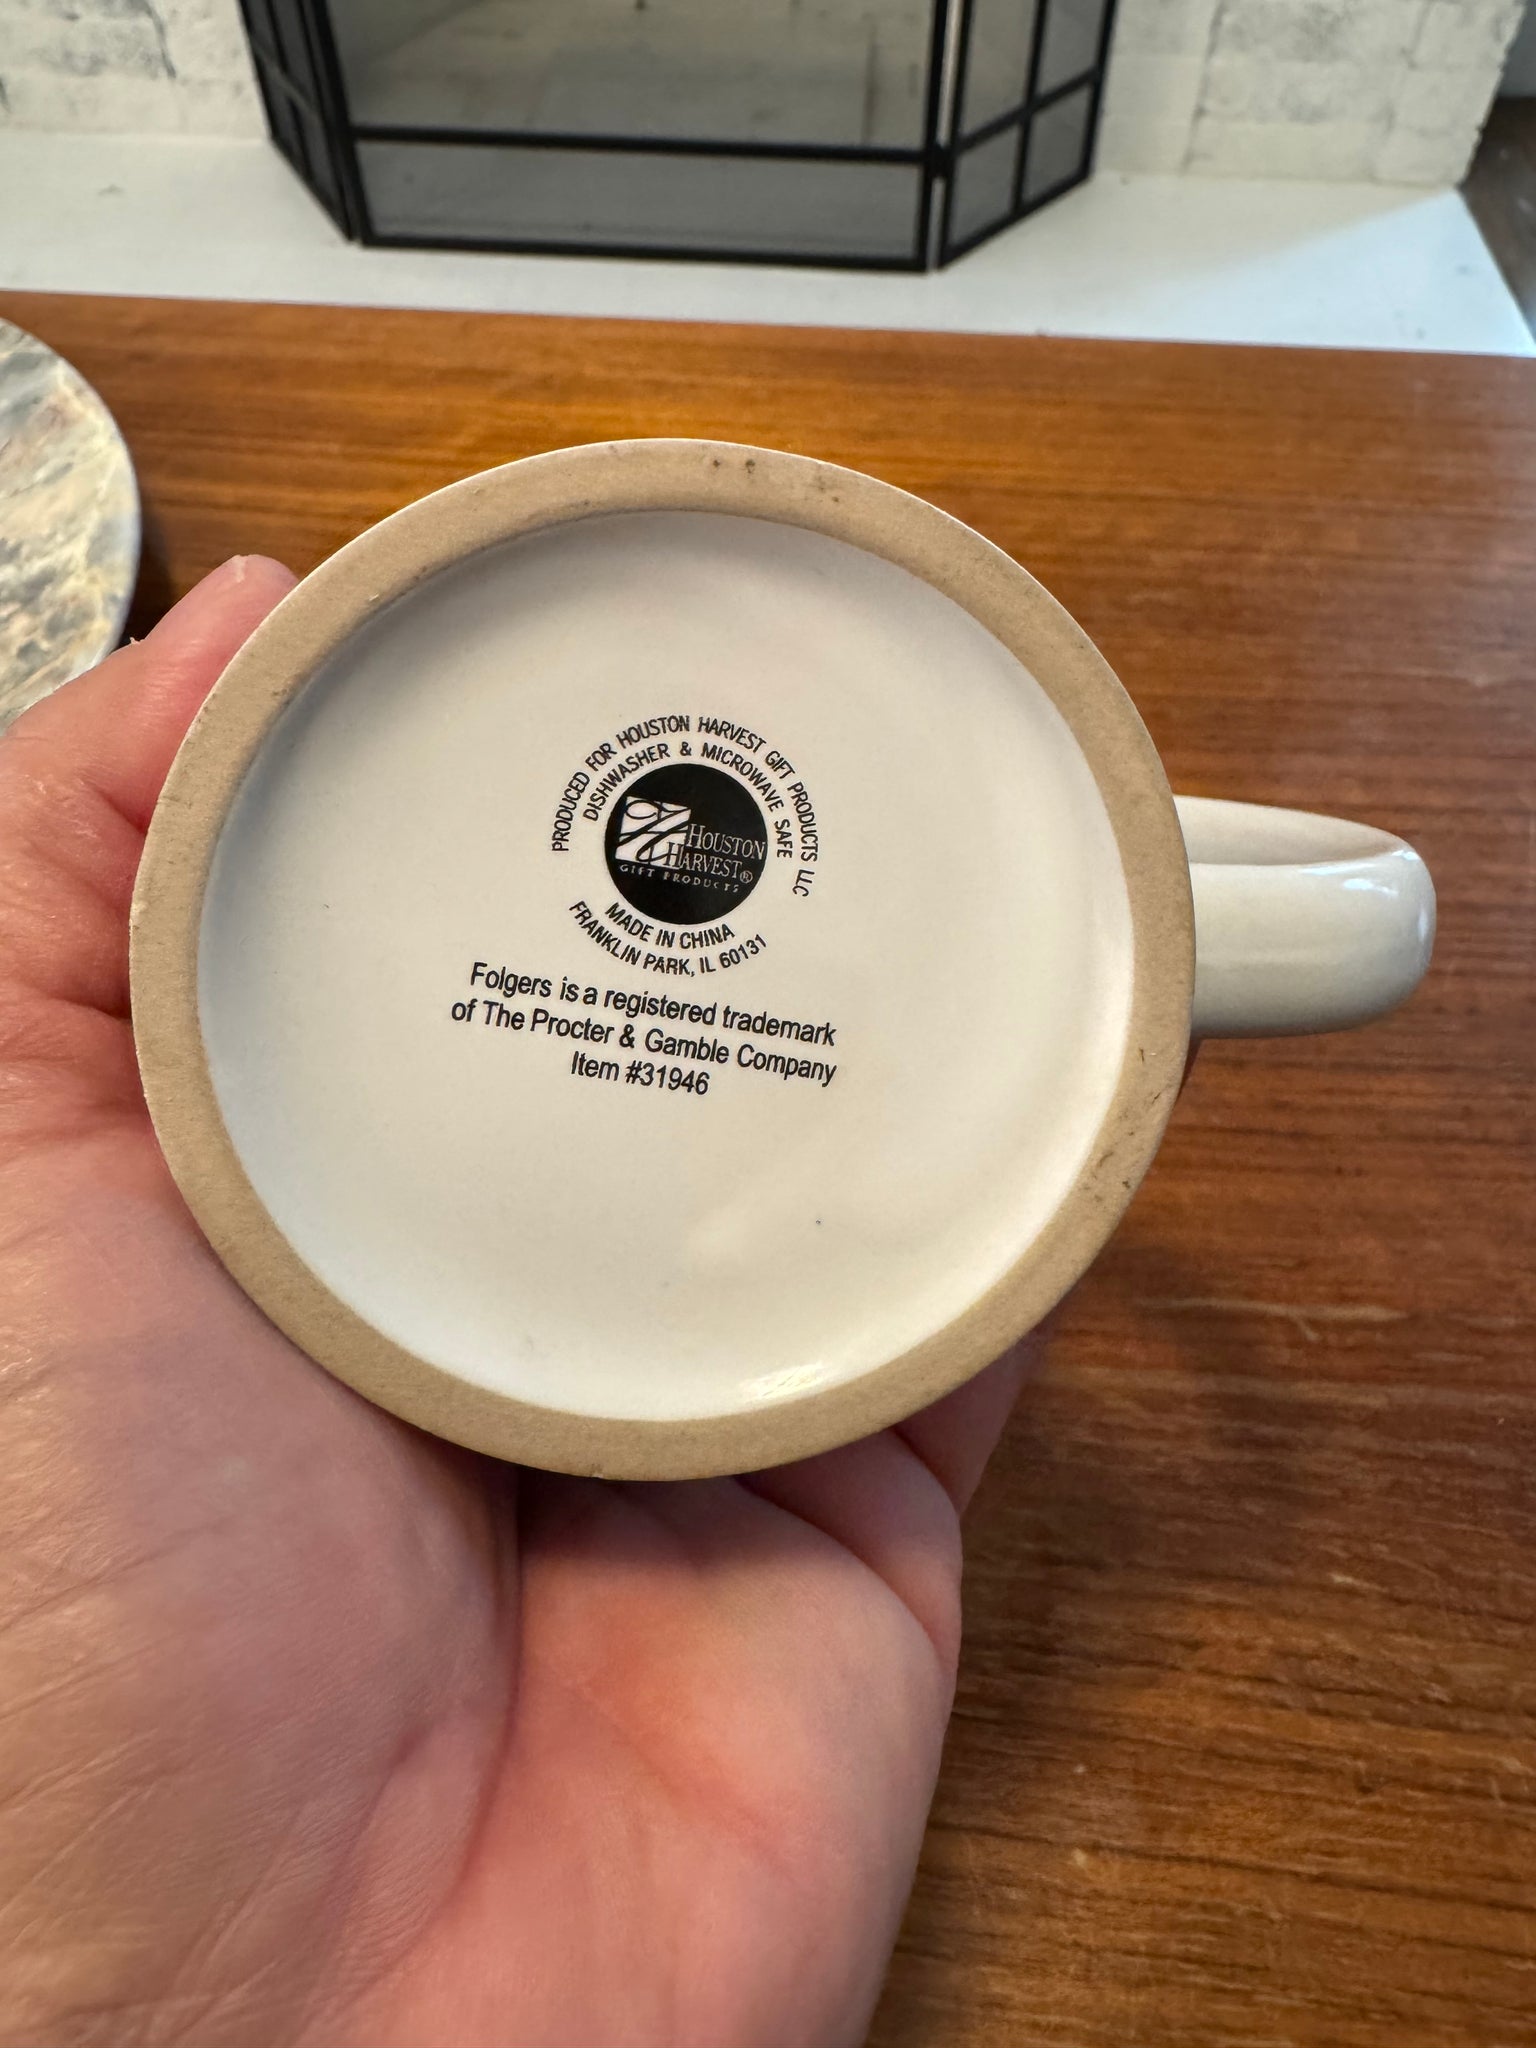 PRODUCED FOR HOUSTON HARVEST GIFT PRODUCTS LLC
DISHWASHER & MICROWAVE SAFE
H
HOUSTON
HARVEST®
GIFT PRODUCTS
MADE IN CHINA
FRANKLIN PARK, IL 60131
Folgers is a registered trademark
of The Procter & Gamble Company
Item #31946